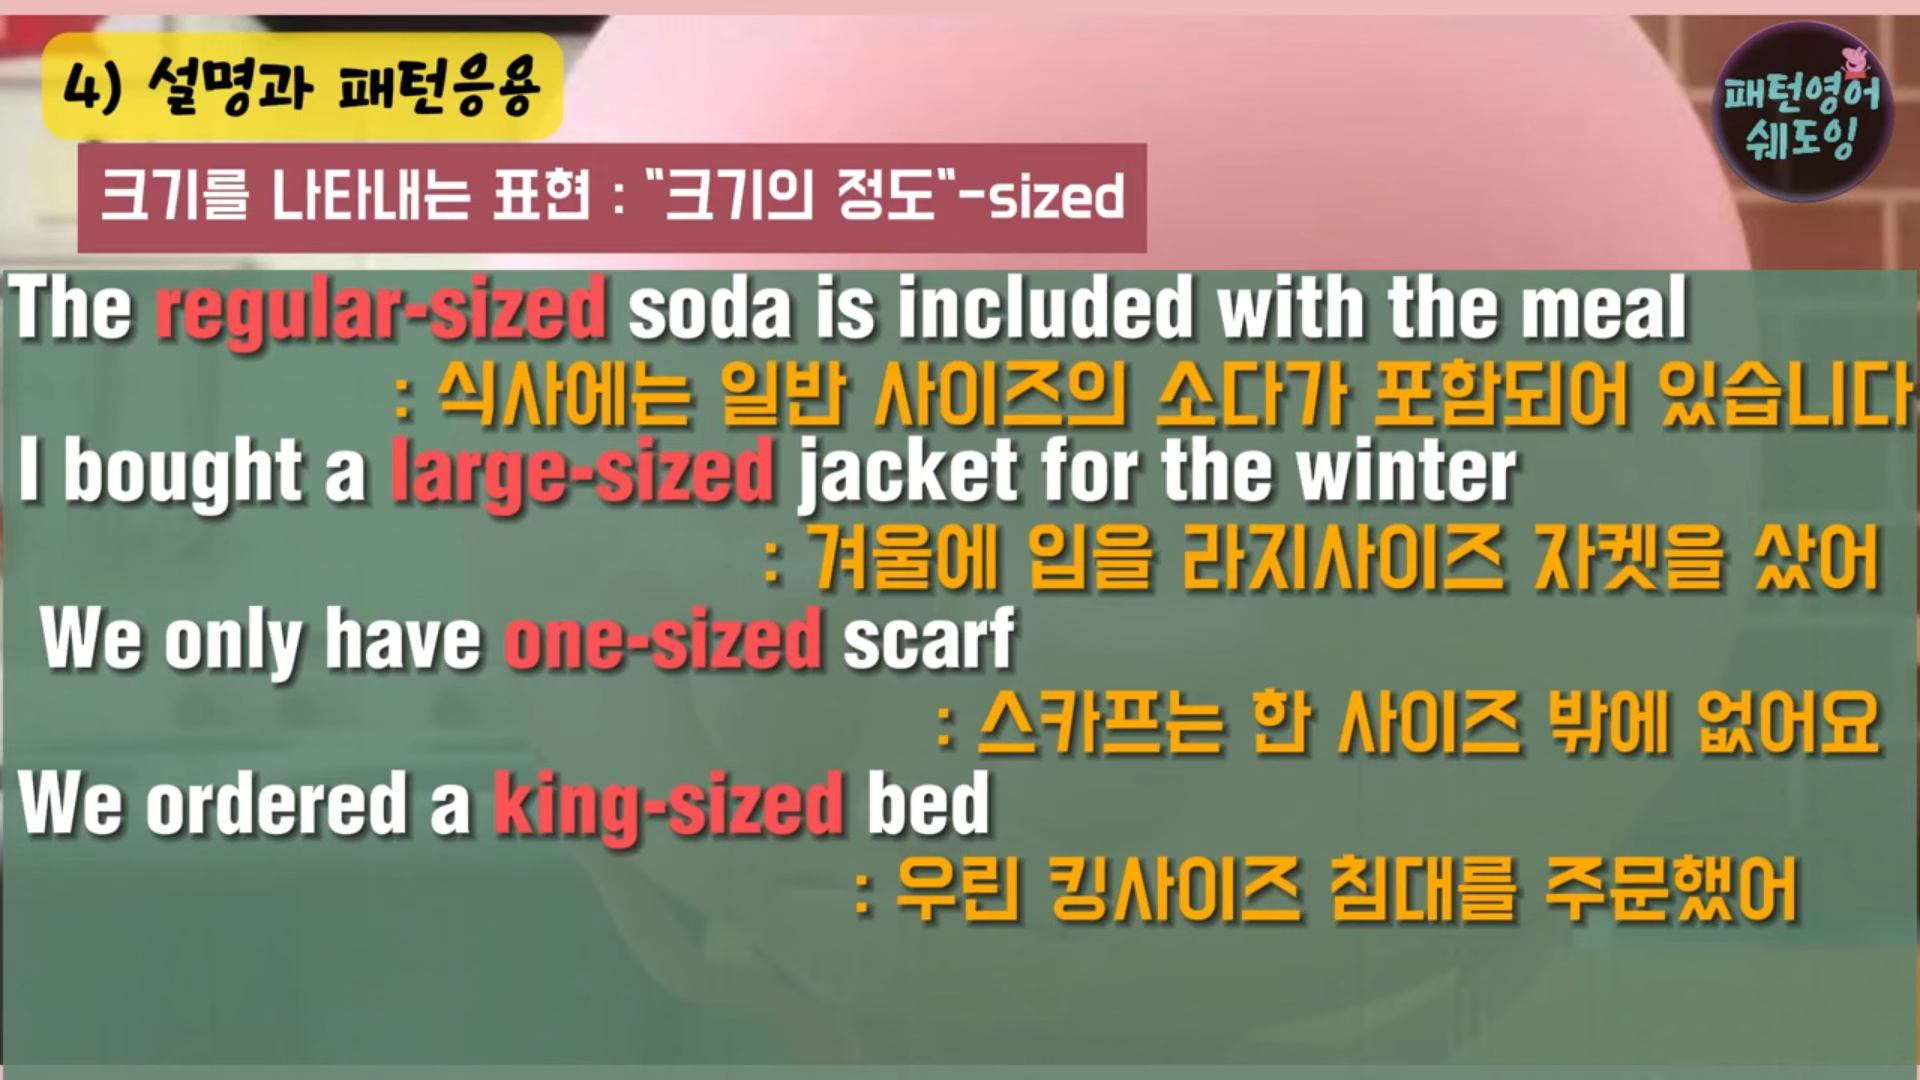 4) 설명과 패턴응용
패턴영어
쉐도잉
크기를 나타내는 표현 : "크기의 정도"-sized
The regular-sized soda is included with the meal
: 식사에는 일반 사이즈의 소다가 포함되어 있습니다
I bought a large-sized jacket for the winter
: 겨울에 입을 라지사이즈 자켓을 샀어
We only have one-sized scarf
: 스카프는 한 사이즈 밖에 없어요
We ordered a king-sized bed
: 우린 킹사이즈 침대를 주문했어